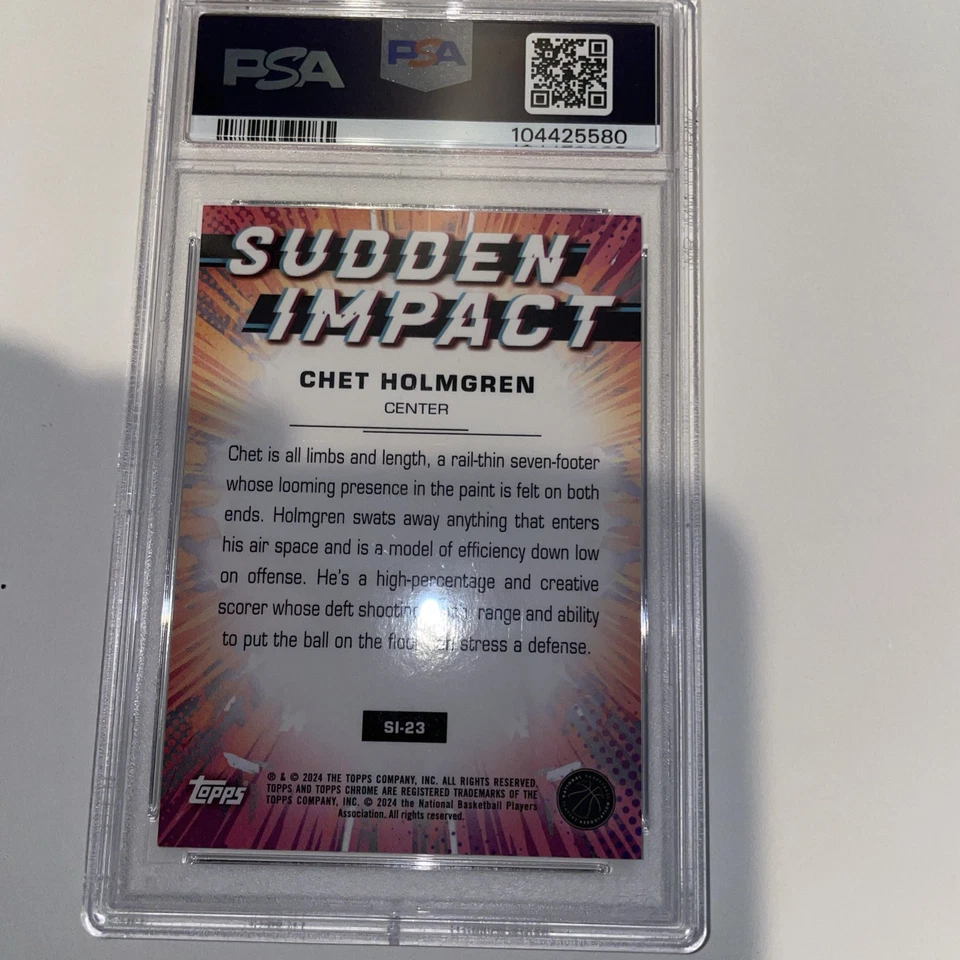 PSA
PSA
104425580
SUDDEN
IMPACT
CHET HOLMGREN
CENTER
Chet is all limbs and length, a rail-thin seven-footer
whose looming presence in the paint is felt on both
ends. Holmgren swats away anything that enters
his air space and is a model of efficiency down low
on offense. He's a high-percentage and creative
scorer whose deft shooting range and ability
to put the ball on the stress a defense.
SI-23
topps
® & © 2024 THE TOPPS COMPANY, INC. ALL RIGHTS RESERVED.
TOPPS AND TOPPS CHROME ARE REGISTERED TRADEMARKS OF THE
TOPPS COMPANY, INC. © 2024 the National Basketball Players
Association. All rights reserved.